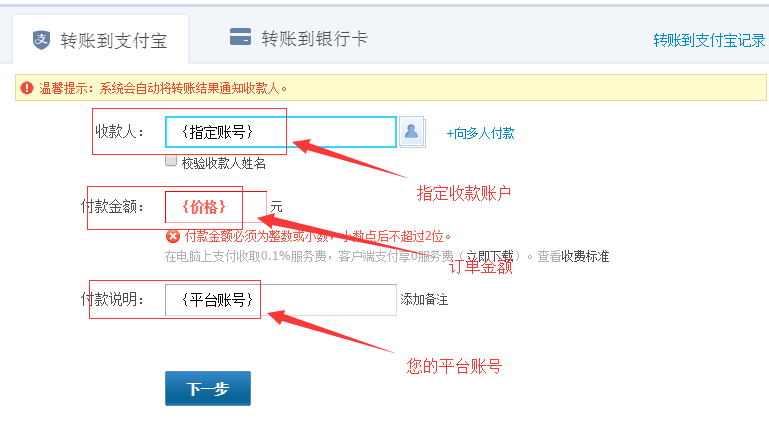 转账到支付宝
转账到银行卡
转账到支付宝记录
温馨提示：系统会自动将转账结果通知收款人。
收款人：
{指定账号}
+向多人付款
校验收款人姓名
指定收款账户
付款金额：
{价格}
元
付款金额必须为整数或小数，小数点后不超过2位。
在电脑上支付收取0.1%服务费，客户端支付享0服务费（立即下载）。查看收费标准
订单金额
付款说明：
{平台账号}
添加备注
您的平台账号
下一步